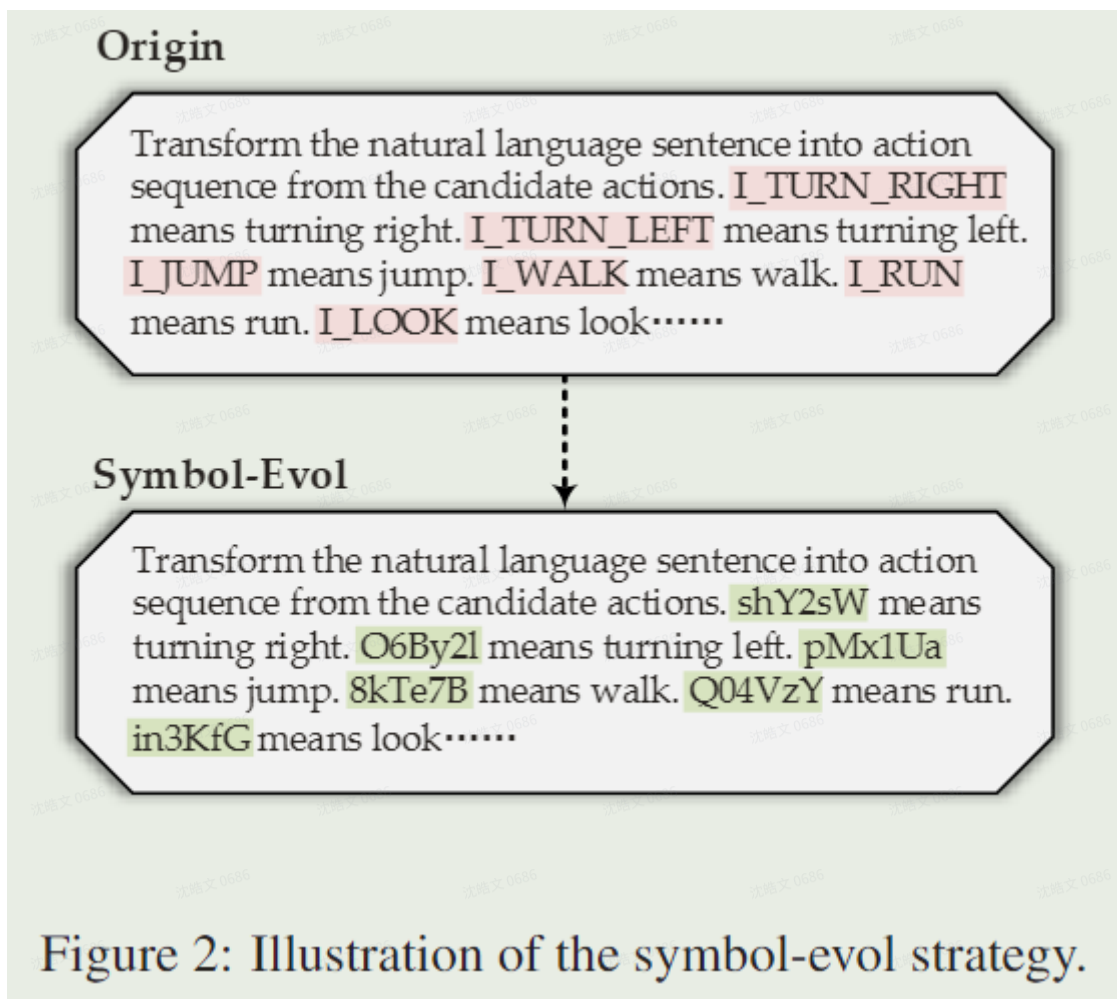 Origin
Transform the natural language sentence into action
sequence from the candidate actions. I_TURN_RIGHT
means turning right. I_TURN_LEFT means turning left.
I_JUMP means jump. I_WALK means walk. I_RUN
means run. I_LOOK means look……
Symbol-Evol
Transform the natural language sentence into action
sequence from the candidate actions. shY2sW means
turning right. O6By2l means turning left. pMx1Ua
means jump. 8kTe7B means walk. Q04VzY means run.
in3KfG means look……
Figure 2: Illustration of the symbol-evol strategy.